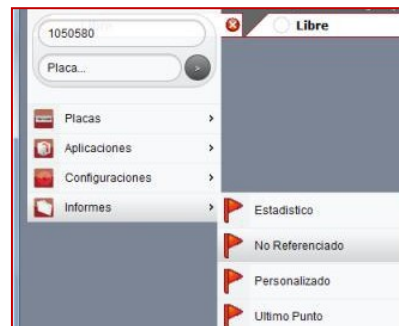 1050580
Libre
Placa...
Placas
Aplicaciones
Configuraciones
Informes
Estadistico
No Referenciado
Personalizado
Ultimo Punto